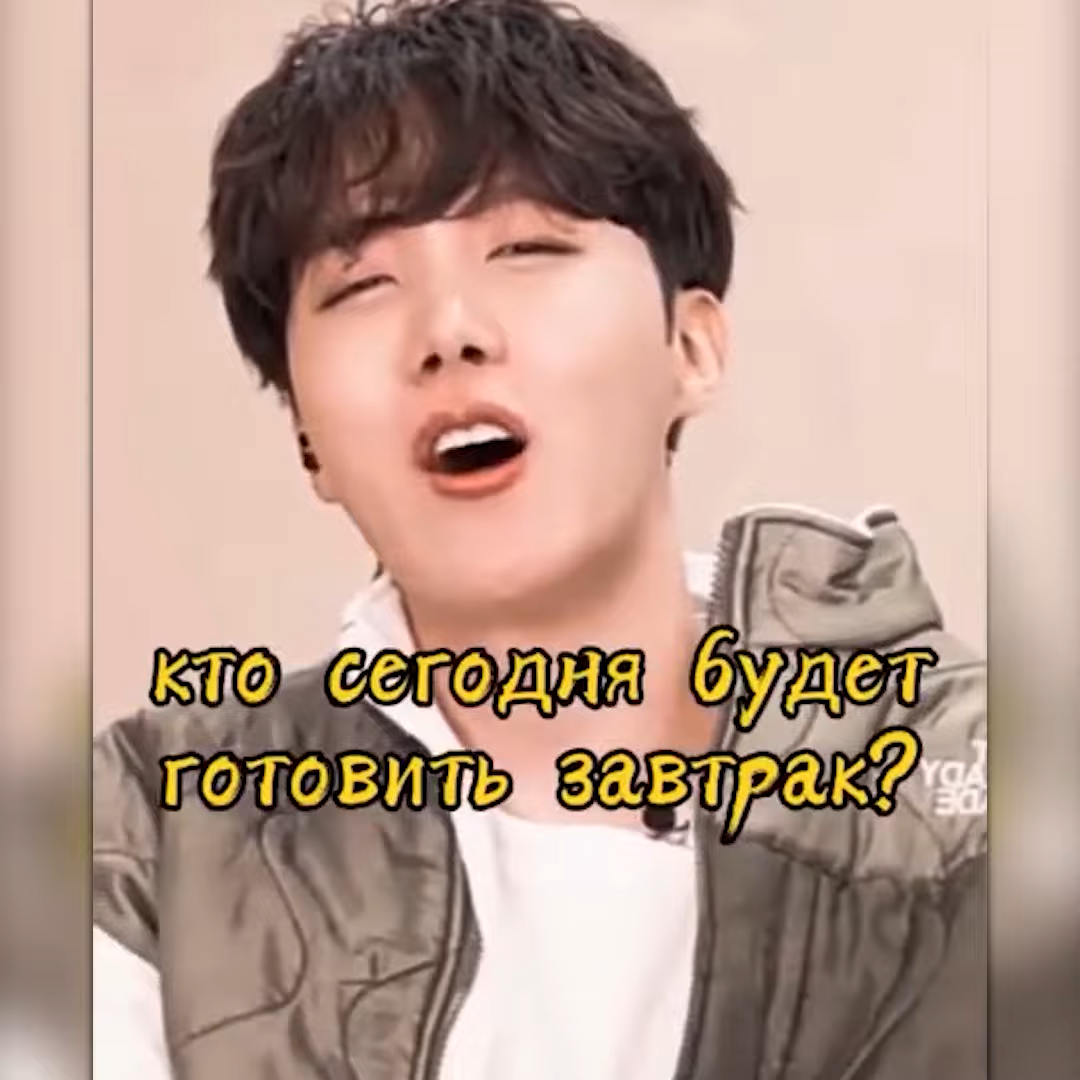 кто сегодня будет
готовить завтрак?